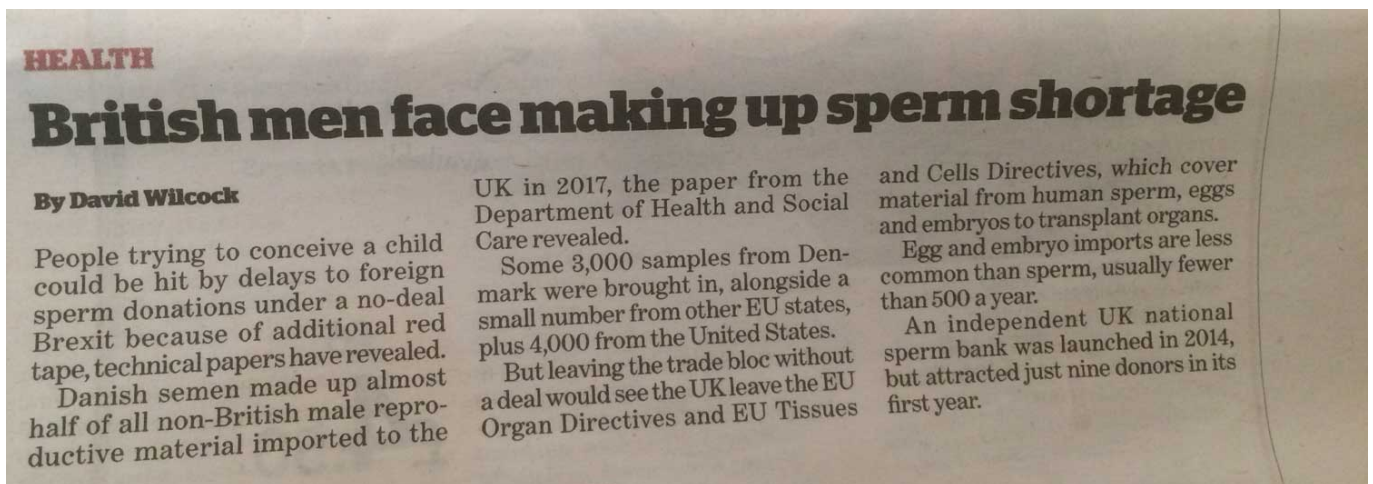 HEALTH
British men face making up sperm shortage
By David Wilcock
People trying to conceive a child
could be hit by delays to foreign
sperm donations under a no-deal
Brexit because of additional red
tape, technical papers have revealed.
Danish semen made up almost
half of all non-British male repro-
ductive material imported to the
UK in 2017, the paper from the
Department of Health and Social
Care revealed.
Some 3,000 samples from Den-
mark were brought in, alongside a
small number from other EU states,
plus 4,000 from the United States.
But leaving the trade bloc without
a deal would see the UK leave the EU
Organ Directives and EU Tissues
and Cells Directives, which cover
material from human sperm, eggs
and embryos to transplant organs.
Egg and embryo imports are less
common than sperm, usually fewer
than 500 a year.
An independent UK national
sperm bank was launched in 2014,
but attracted just nine donors in its
first year.